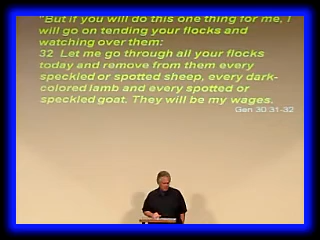 "But if you will do this one thing for me, I
will go on tending your flocks and
watching over them:
32 Let me go through all your flocks
today and remove from them every
speckled or spotted sheep, every dark-
colored lamb and every spotted or
speckled goat. They will be my wages.
Gen 30:31-32